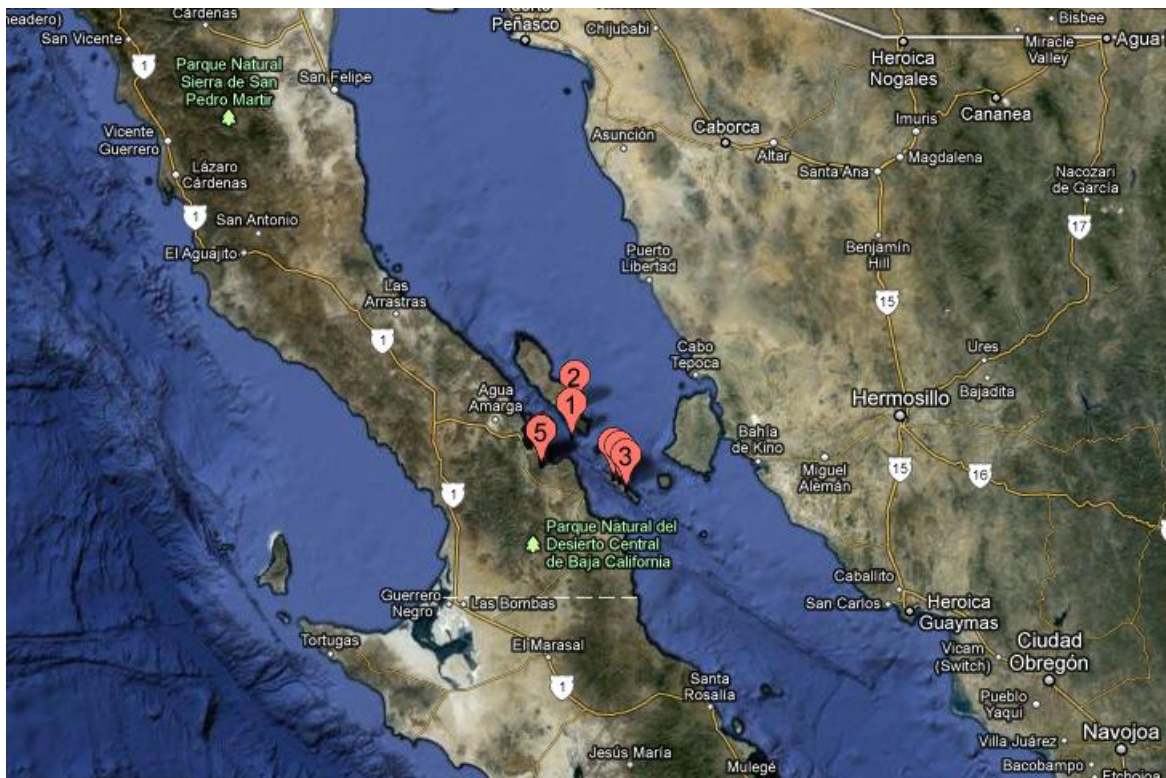 Cárdenas
San Vicente
1
Parque Natural
Sierra de San
Pedro Martir
San Felipe
Vicente
Guerrero
Lázaro
Cárdenas
1
San Antonio
El Aguajito
Las
Arrastras
1
Agua
Amarga
Peñasco
Chijubabi
Bisbee
Miracle
Valley
Agua
Heroica
Nogales
Cananea
Imuris
Asunción
Caborca
Altar
Santa Ana
Magdalena
Nacozari
de García
17
Benjamín
Hill
Puerto
Libertad
15
Cabo
Tepoca
Ures
Bajadita
Hermosillo
Bahía
de Kino
Miguel
Alemán
15
16
2
1
5
3
1
Parque Natural del
Desierto Central
de Baja California
Guerrero
Negro
Las Bombas
Tortugas
El Marasal
1
Santa
Rosalía
Jesús María
Mulegé
Caballito
San Carlos
Heroica
Guaymas
Vicam
(Switch)
Ciudad
Obregón
Pueblo
Yaqui
Villa Juárez
Navojoa
Bacobampo